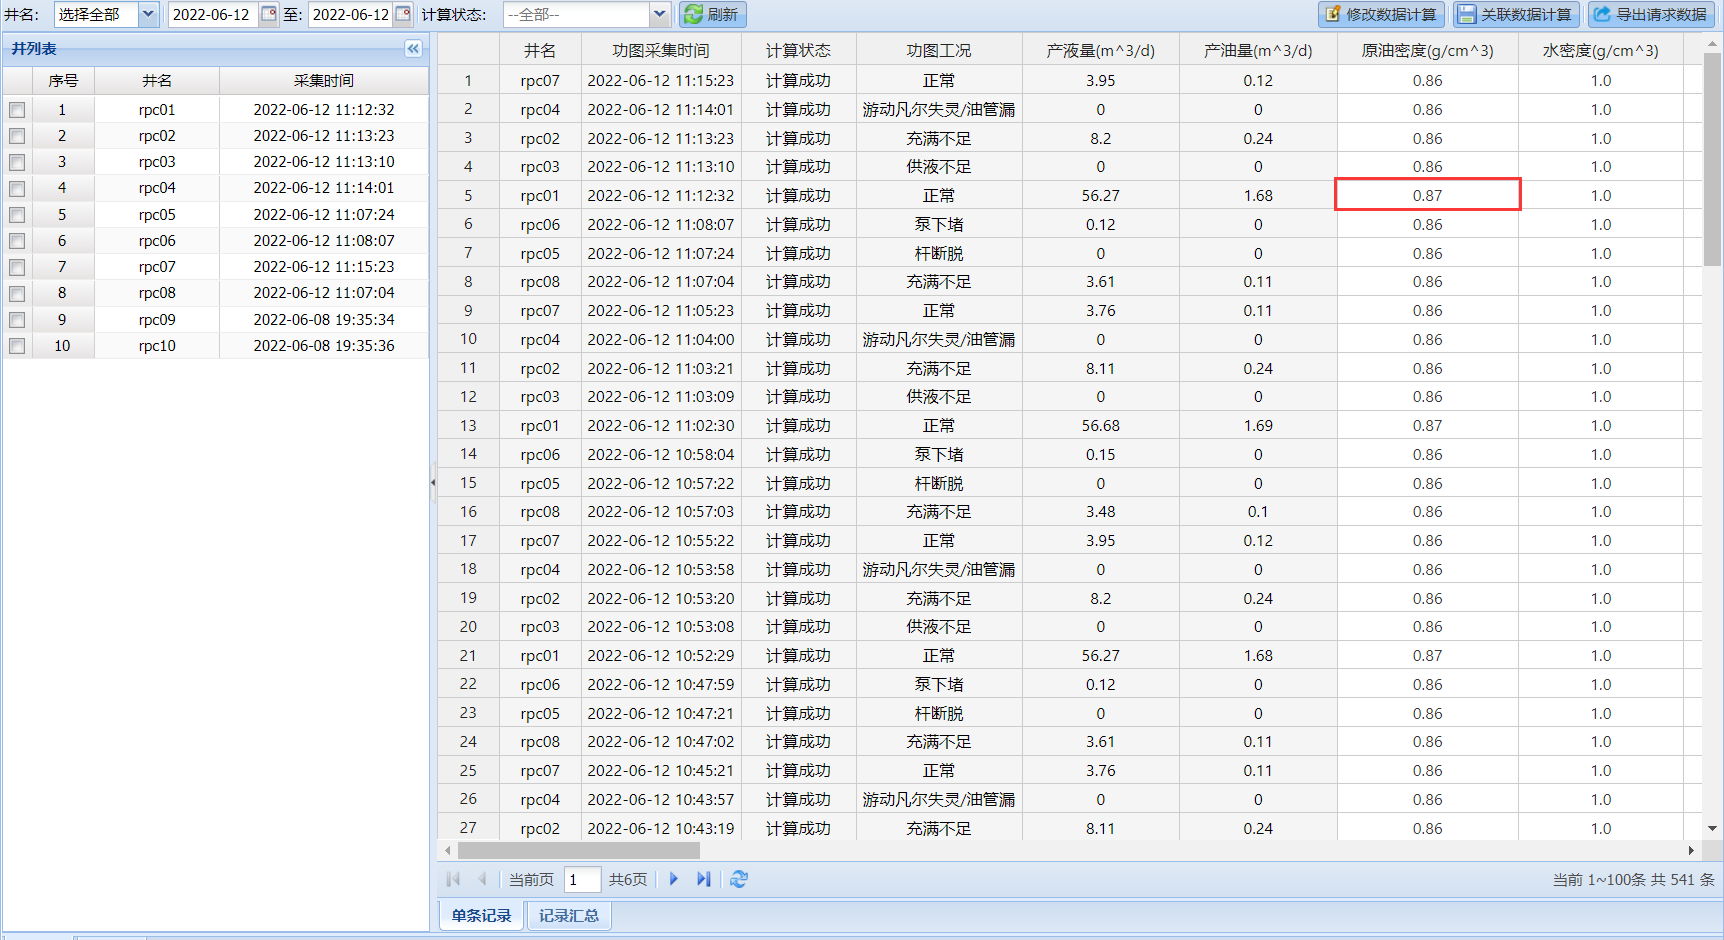 井名: 选择全部 2022-06-12 至: 2022-06-12 计算状态: --全部-- 刷新 修改数据计算 关联数据计算 导出请求数据
井列表
序号 井名 采集时间
1 rpc01 2022-06-12 11:12:32
2 rpc02 2022-06-12 11:13:23
3 rpc03 2022-06-12 11:13:10
4 rpc04 2022-06-12 11:14:01
5 rpc05 2022-06-12 11:07:24
6 rpc06 2022-06-12 11:08:07
7 rpc07 2022-06-12 11:15:23
8 rpc08 2022-06-12 11:07:04
9 rpc09 2022-06-08 19:35:34
10 rpc10 2022-06-08 19:35:36
井名 功图采集时间 计算状态 功图工况 产液量(m^3/d) 产油量(m^3/d) 原油密度(g/cm^3) 水密度(g/cm^3)
1 rpc07 2022-06-12 11:15:23 计算成功 正常 3.95 0.12 0.86 1.0
2 rpc04 2022-06-12 11:14:01 计算成功 游动凡尔失灵/油管漏 0 0 0.86 1.0
3 rpc02 2022-06-12 11:13:23 计算成功 充满不足 8.2 0.24 0.86 1.0
4 rpc03 2022-06-12 11:13:10 计算成功 供液不足 0 0 0.86 1.0
5 rpc01 2022-06-12 11:12:32 计算成功 正常 56.27 1.68 0.87 1.0
6 rpc06 2022-06-12 11:08:07 计算成功 泵下堵 0.12 0 0.86 1.0
7 rpc05 2022-06-12 11:07:24 计算成功 杆断脱 0 0 0.86 1.0
8 rpc08 2022-06-12 11:07:04 计算成功 充满不足 3.61 0.11 0.86 1.0
9 rpc07 2022-06-12 11:05:23 计算成功 正常 3.76 0.11 0.86 1.0
10 rpc04 2022-06-12 11:04:00 计算成功 游动凡尔失灵/油管漏 0 0 0.86 1.0
11 rpc02 2022-06-12 11:03:21 计算成功 充满不足 8.11 0.24 0.86 1.0
12 rpc03 2022-06-12 11:03:09 计算成功 供液不足 0 0 0.86 1.0
13 rpc01 2022-06-12 11:02:30 计算成功 正常 56.68 1.69 0.87 1.0
14 rpc06 2022-06-12 10:58:04 计算成功 泵下堵 0.15 0 0.86 1.0
15 rpc05 2022-06-12 10:57:22 计算成功 杆断脱 0 0 0.86 1.0
16 rpc08 2022-06-12 10:57:03 计算成功 充满不足 3.48 0.1 0.86 1.0
17 rpc07 2022-06-12 10:55:22 计算成功 正常 3.95 0.12 0.86 1.0
18 rpc04 2022-06-12 10:53:58 计算成功 游动凡尔失灵/油管漏 0 0 0.86 1.0
19 rpc02 2022-06-12 10:53:20 计算成功 充满不足 8.2 0.24 0.86 1.0
20 rpc03 2022-06-12 10:53:08 计算成功 供液不足 0 0 0.86 1.0
21 rpc01 2022-06-12 10:52:29 计算成功 正常 56.27 1.68 0.87 1.0
22 rpc06 2022-06-12 10:47:59 计算成功 泵下堵 0.12 0 0.86 1.0
23 rpc05 2022-06-12 10:47:21 计算成功 杆断脱 0 0 0.86 1.0
24 rpc08 2022-06-12 10:47:02 计算成功 充满不足 3.61 0.11 0.86 1.0
25 rpc07 2022-06-12 10:45:21 计算成功 正常 3.76 0.11 0.86 1.0
26 rpc04 2022-06-12 10:43:57 计算成功 游动凡尔失灵/油管漏 0 0 0.86 1.0
27 rpc02 2022-06-12 10:43:19 计算成功 充满不足 8.11 0.24 0.86 1.0
当前页 1 共6页 当前 1~100条 共 541 条
单条记录 记录汇总